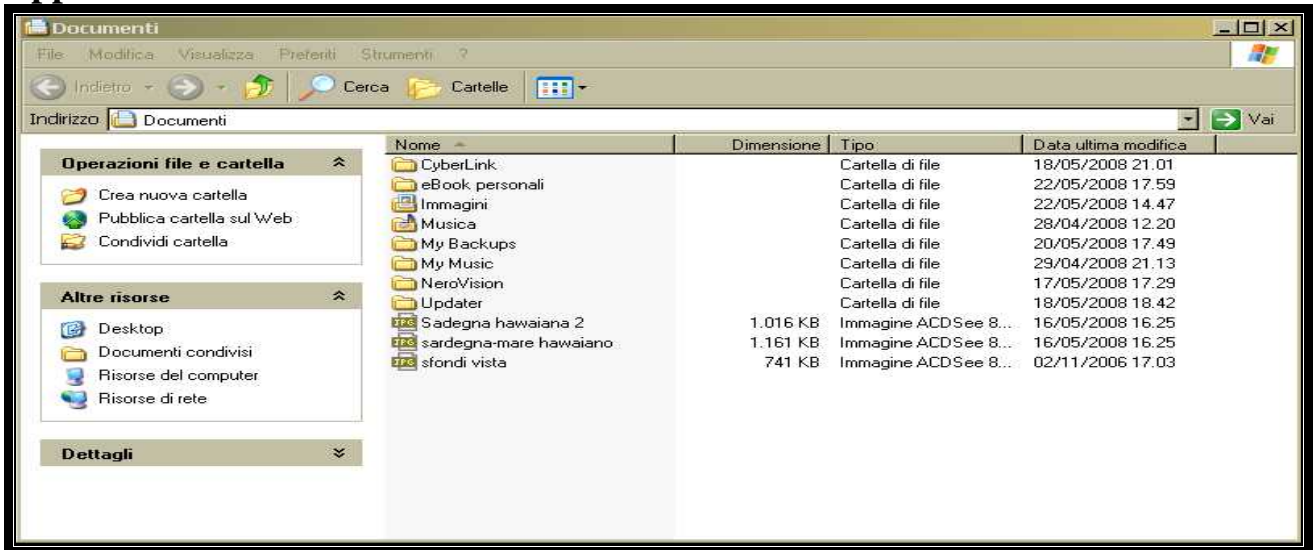 Documenti
File Modifica Visualizza Preferiti Strumenti ?
Indietro Cerca Cartelle
Indirizzo Documenti Vai
Operazioni file e cartella
Crea nuova cartella
Pubblica cartella sul Web
Condividi cartella
Altre risorse
Desktop
Documenti condivisi
Risorse del computer
Risorse di rete
Dettagli
Nome Dimensione Tipo Data ultima modifica
CyberLink Cartella di file 18/05/2008 21.01
eBook personali Cartella di file 22/05/2008 17.59
Immagini Cartella di file 22/05/2008 14.47
Musica Cartella di file 28/04/2008 12.20
My Backups Cartella di file 20/05/2008 17.49
My Music Cartella di file 29/04/2008 21.13
NeroVision Cartella di file 17/05/2008 17.29
Updater Cartella di file 18/05/2008 18.42
Sadegna hawaiana 2 1.016 KB Immagine ACDSee 8... 16/05/2008 16.25
sardegna-mare hawaiano 1.161 KB Immagine ACDSee 8... 16/05/2008 16.25
sfondi vista 741 KB Immagine ACDSee 8... 02/11/2006 17.03